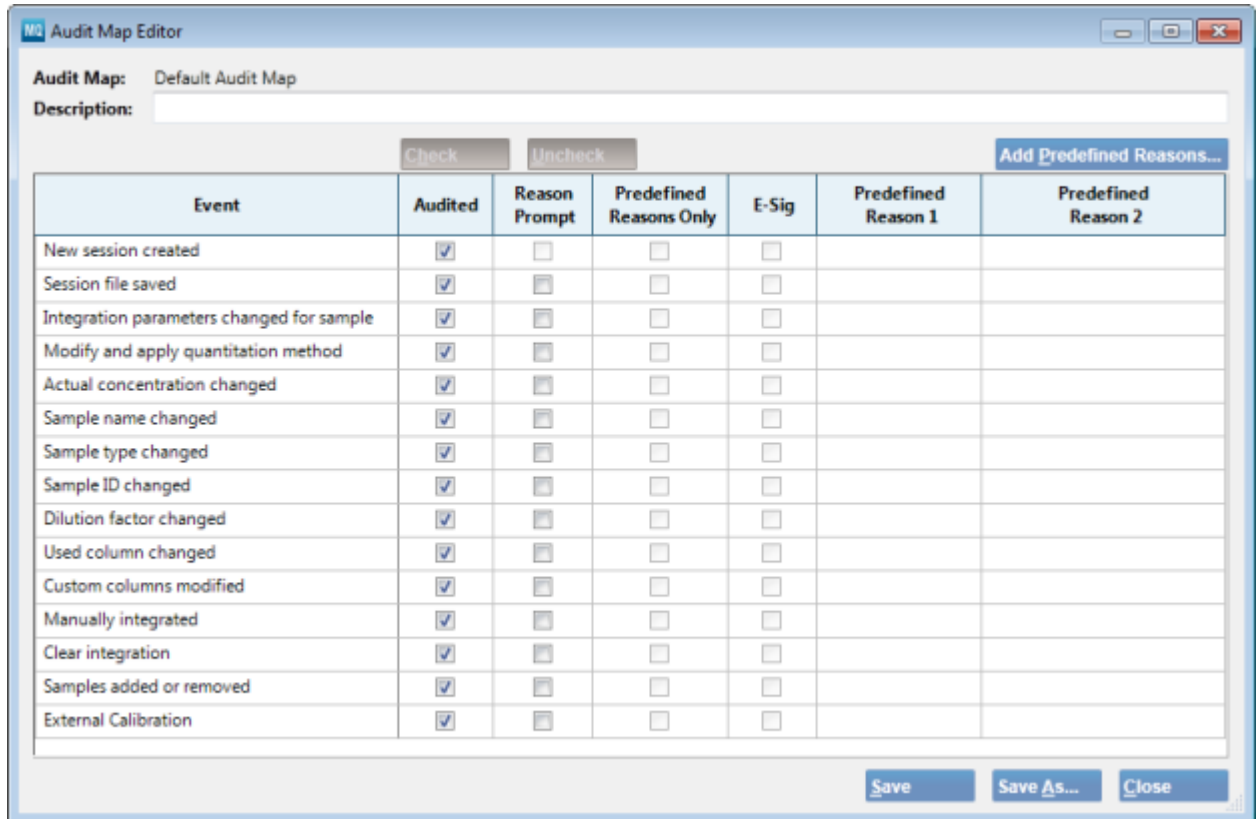 MQ Audit Map Editor
Audit Map: Default Audit Map
Description:
Check Uncheck Add Predefined Reasons...
Event Audited Reason Prompt Predefined Reasons Only E-Sig Predefined Reason 1 Predefined Reason 2
New session created
Session file saved
Integration parameters changed for sample
Modify and apply quantitation method
Actual concentration changed
Sample name changed
Sample type changed
Sample ID changed
Dilution factor changed
Used column changed
Custom columns modified
Manually integrated
Clear integration
Samples added or removed
External Calibration
Save Save As... Close